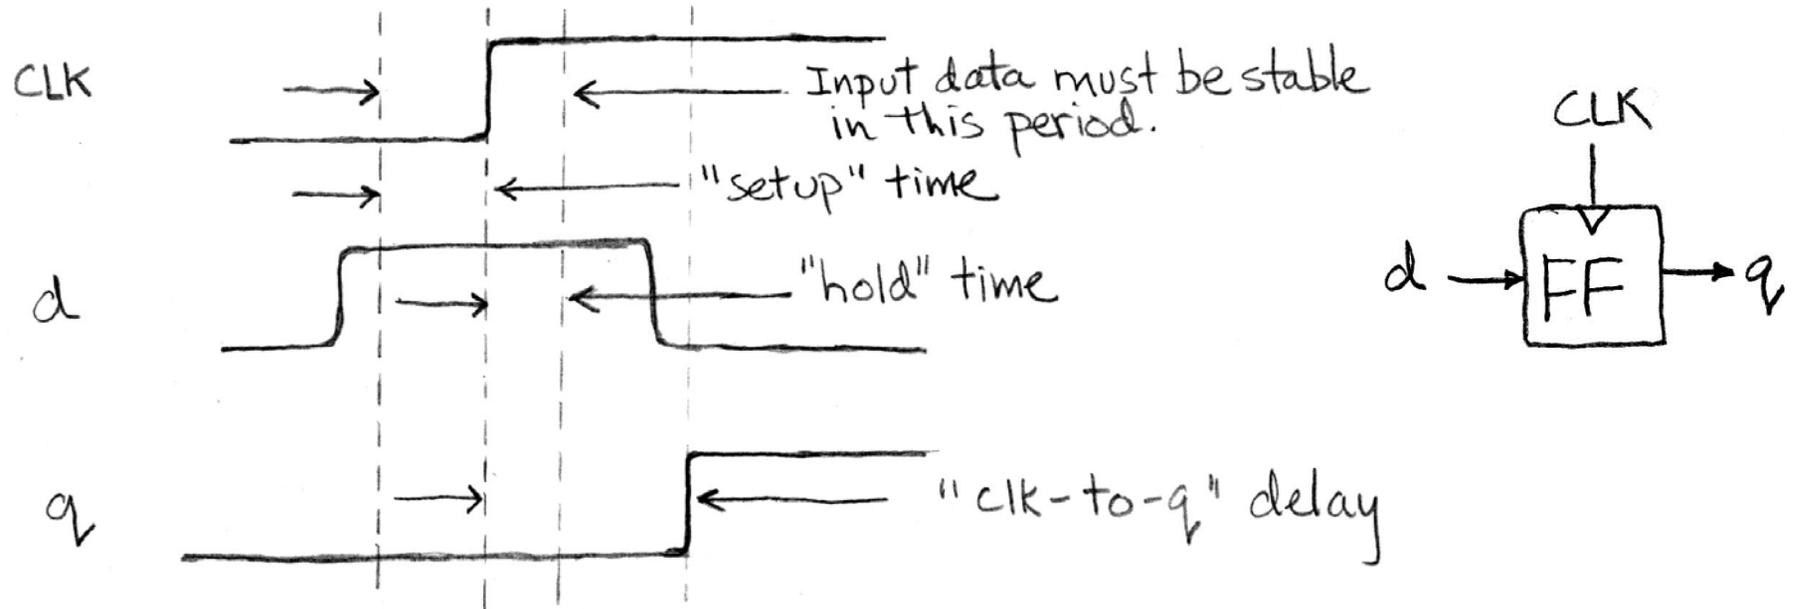 CLK
Input data must be stable
in this period.
"setup" time
d
"hold" time
q
"clk-to-q" delay
CLK
d
FF
q